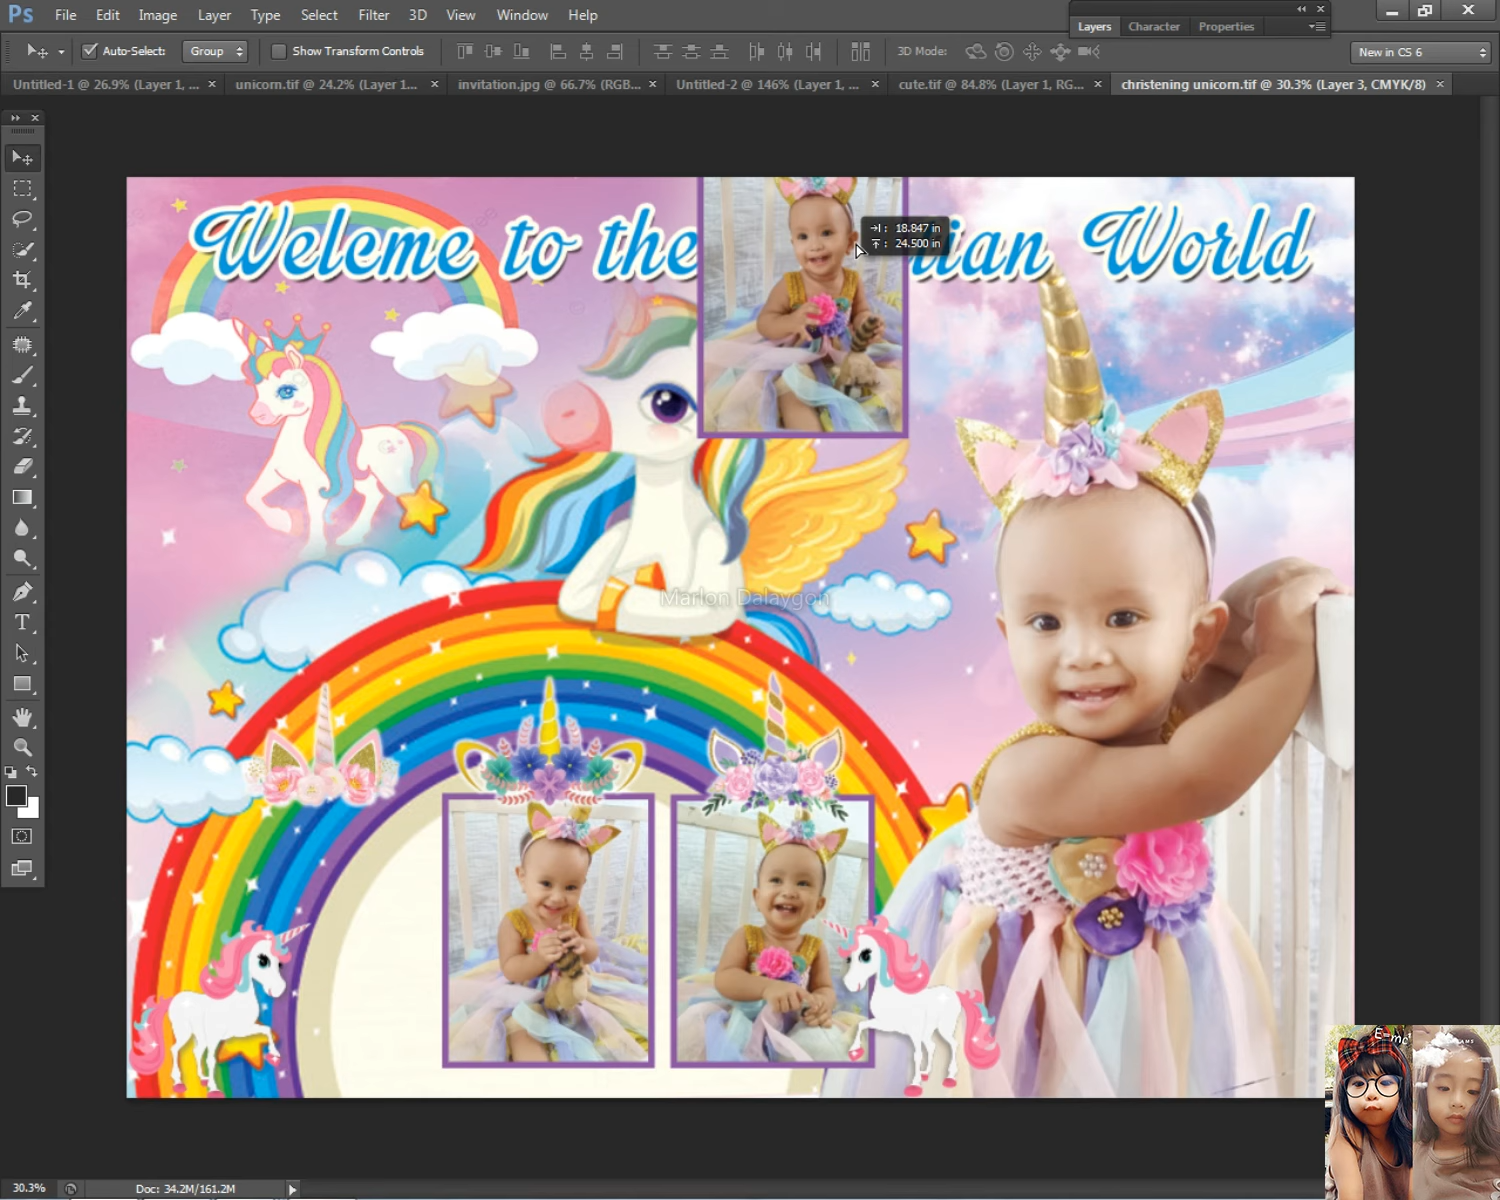 Ps File Edit Image Layer Type Select Filter 3D View Window Help
Layers Character Properties
Auto-Select: Group Show Transform Controls 3D Mode: New in CS 6
Untitled-1 @ 26.9% (Layer 1, ... × unicorn.tif @ 24.2% (Layer 1... × invitation.jpg @ 66.7% (RGB... × Untitled-2 @ 146% (Layer 1, ... × cute.tif @ 84.8% (Layer 1, RG... × christening unicorn.tif @ 30.3% (Layer 3, CMYK/8) ×
Welcme to the ian World
18.847 in
24.500 in
Marlon Dalaygon
E=mc²
30.3% Doc: 34.2M/161.2M